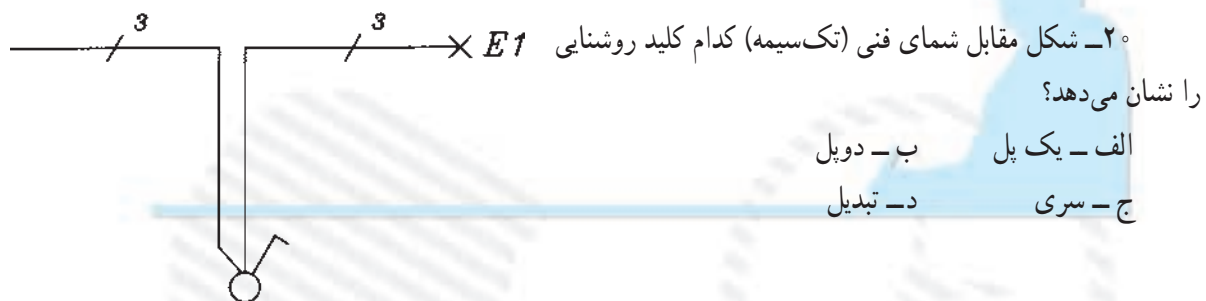 ۲۰ــ شکل مقابل شمای فنی (تک‌سیمه) کدام کلید روشنایی
را نشان می‌دهد؟
الف ــ یک پل ب ــ دوپل
ج ــ سری د ــ تبدیل
3 3 E1